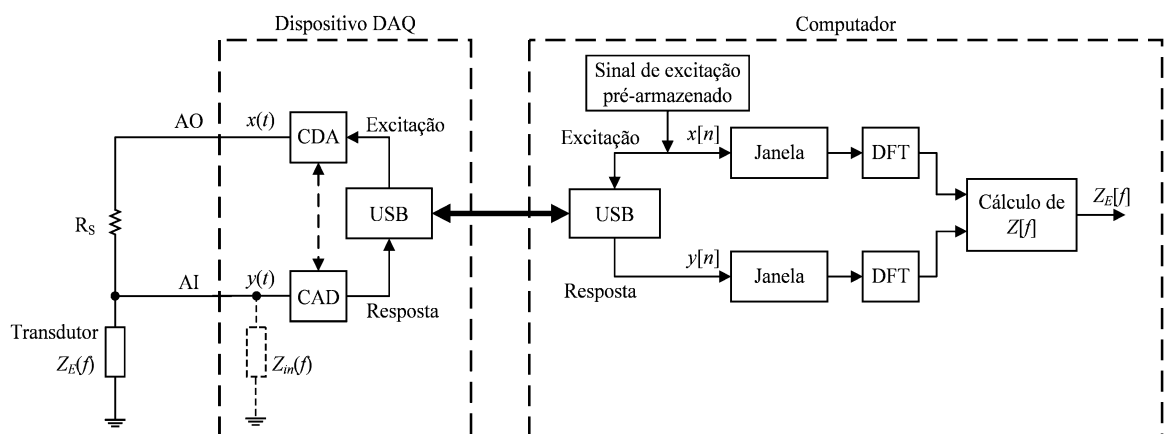 Dispositivo DAQ
Computador
Sinal de excitação
pré-armazenado
AO
x(t)
CDA
Excitação
Excitação
x[n]
Janela
DFT
R_S
USB
USB
Cálculo de
Z[f]
Z_E[f]
AI
y(t)
CAD
Resposta
Resposta
y[n]
Janela
DFT
Transdutor
Z_E(f)
Z_in(f)